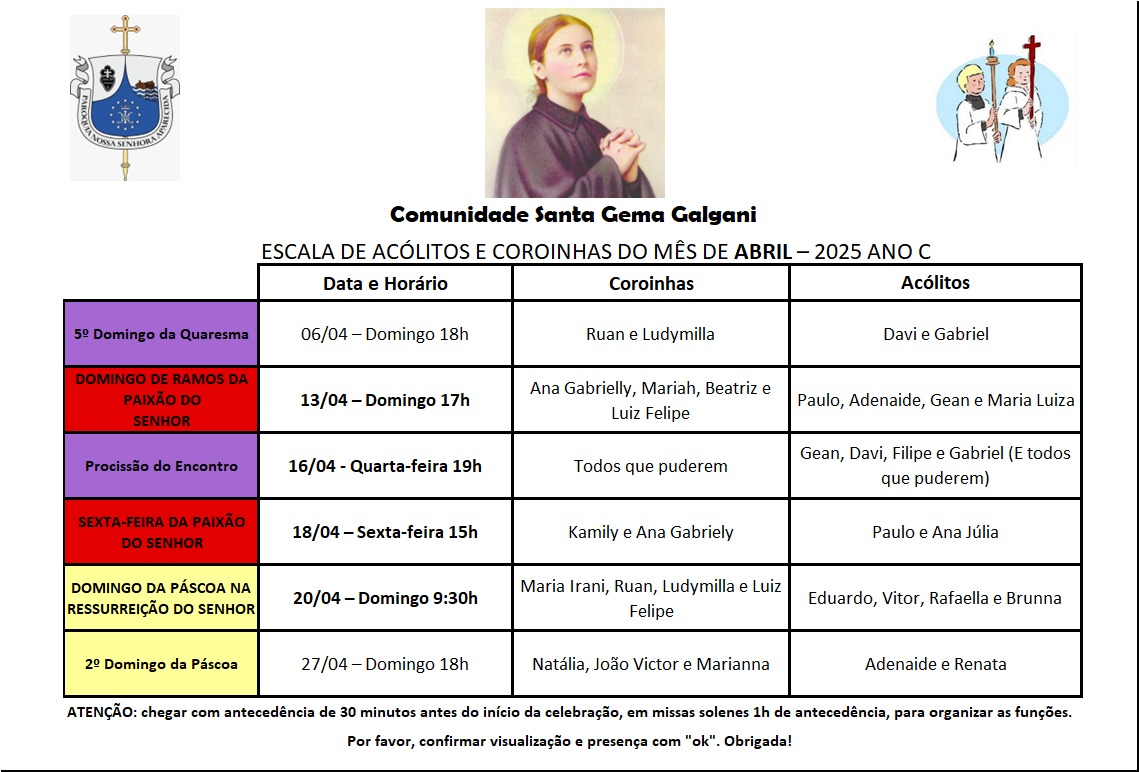 PAROQUIA NOSSA SENHORA APARECIDA
Comunidade Santa Gema Galgani
ESCALA DE ACÓLITOS E COROINHAS DO MÊS DE ABRIL – 2025 ANO C
Data e Horário
Coroinhas
Acólitos
5º Domingo da Quaresma
06/04 – Domingo 18h
Ruan e Ludymilla
Davi e Gabriel
DOMINGO DE RAMOS DA
PAIXÃO DO
SENHOR
13/04 – Domingo 17h
Ana Gabrielly, Mariah, Beatriz e
Luiz Felipe
Paulo, Adenaide, Gean e Maria Luiza
Procissão do Encontro
16/04 - Quarta-feira 19h
Todos que puderem
Gean, Davi, Filipe e Gabriel (E todos
que puderem)
SEXTA-FEIRA DA PAIXÃO
DO SENHOR
18/04 – Sexta-feira 15h
Kamily e Ana Gabriely
Paulo e Ana Júlia
DOMINGO DA PÁSCOA NA
RESSURREIÇÃO DO SENHOR
20/04 – Domingo 9:30h
Maria Irani, Ruan, Ludymilla e Luiz
Felipe
Eduardo, Vitor, Rafaella e Brunna
2º Domingo da Páscoa
27/04 – Domingo 18h
Natália, João Victor e Marianna
Adenaide e Renata
ATENÇÃO: chegar com antecedência de 30 minutos antes do início da celebração, em missas solenes 1h de antecedência, para organizar as funções.
Por favor, confirmar visualização e presença com "ok". Obrigada!